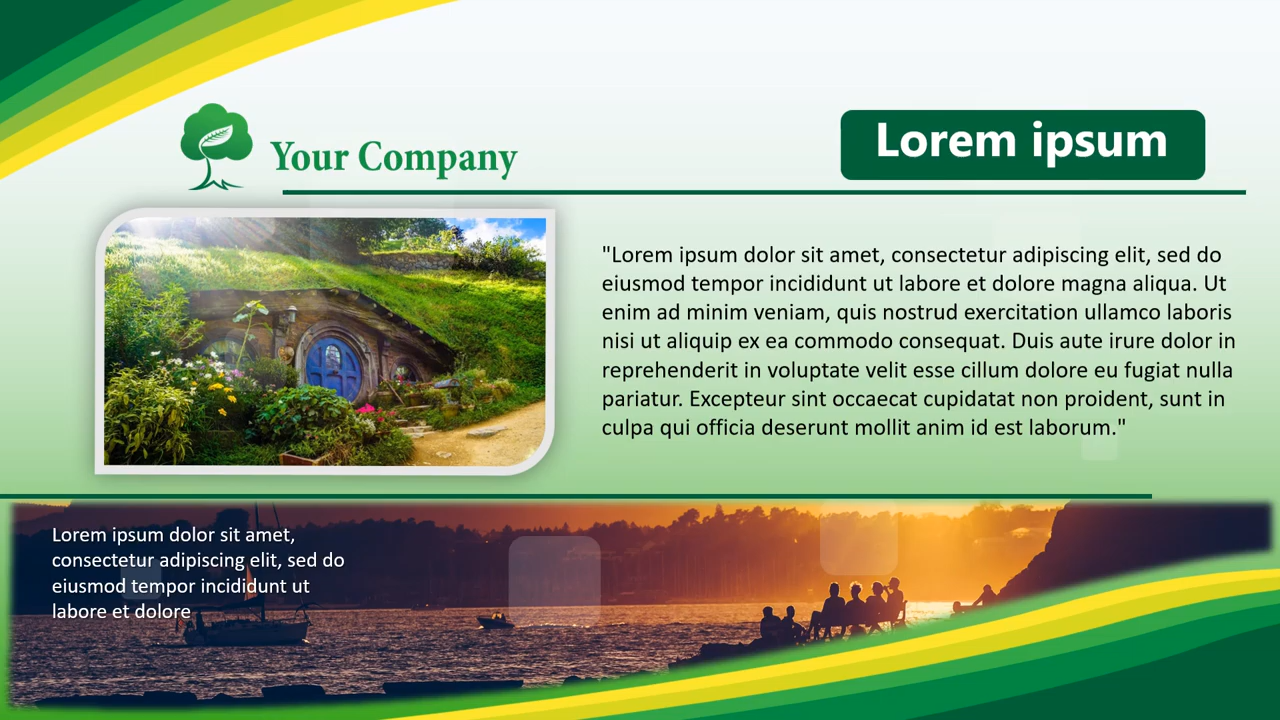 Your Company
Lorem ipsum
"Lorem ipsum dolor sit amet, consectetur adipiscing elit, sed do
eiusmod tempor incididunt ut labore et dolore magna aliqua. Ut
enim ad minim veniam, quis nostrud exercitation ullamco laboris
nisi ut aliquip ex ea commodo consequat. Duis aute irure dolor in
reprehenderit in voluptate velit esse cillum dolore eu fugiat nulla
pariatur. Excepteur sint occaecat cupidatat non proident, sunt in
culpa qui officia deserunt mollit anim id est laborum."
Lorem ipsum dolor sit amet,
consectetur adipiscing elit, sed do
eiusmod tempor incididunt ut
labore et dolore